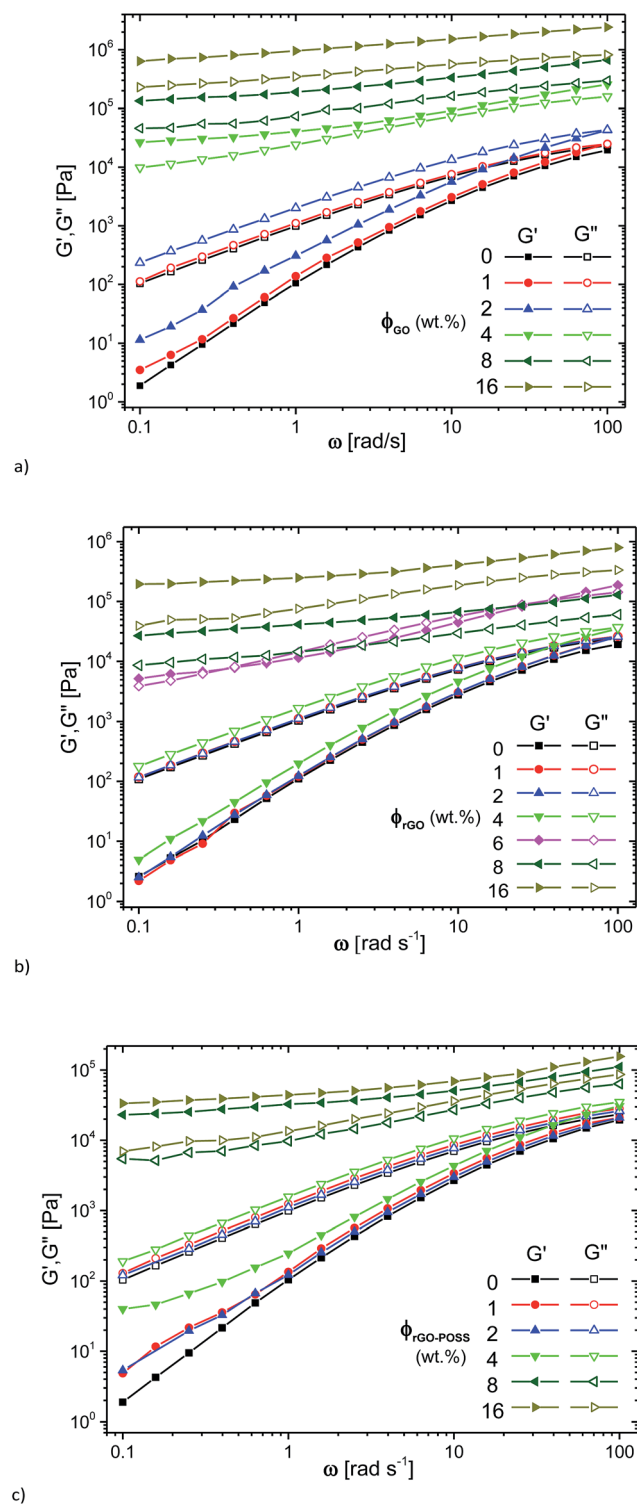 G',G" [Pa]
10⁶
10⁵
10⁴
10³
10²
10¹
10⁰
G' G"
0
1
2
ϕGO (wt.%)
4
8
16
0.1 1 10 100
ω [rad/s]
a)
G',G" [Pa]
10⁶
10⁵
10⁴
10³
10²
10¹
10⁰
G' G"
0
1
2
ϕrGO (wt.%)
4
6
8
16
0.1 1 10 100
ω [rad s⁻¹]
b)
G',G" [Pa]
10⁵
10⁴
10³
10²
10¹
10⁰
G' G"
0
1
2
ϕrGO-POSS
(wt.%)
4
8
16
0.1 1 10 100
ω [rad s⁻¹]
c)